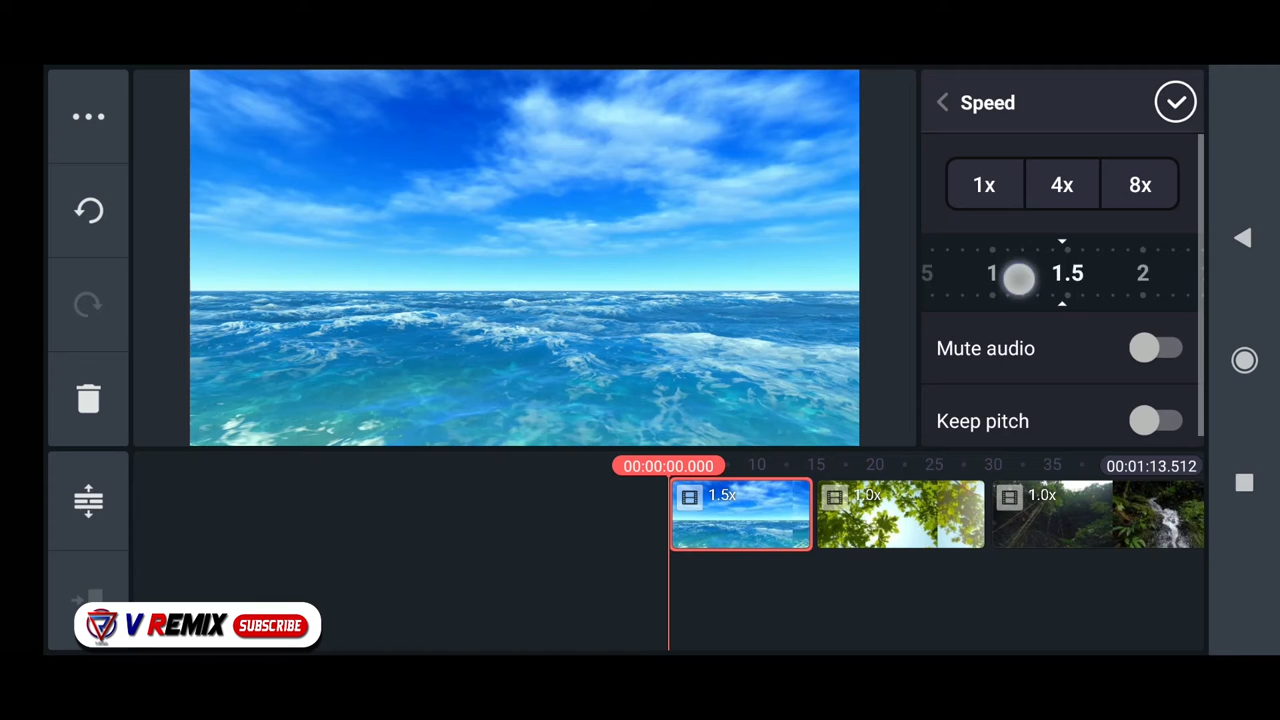 Speed
1x 4x 8x
5 1 1.5 2
Mute audio
Keep pitch
00:00:00.000 10 15 20 25 30 35 00:01:13.512
1.5x 1.0x 1.0x
V REMIX SUBSCRIBE